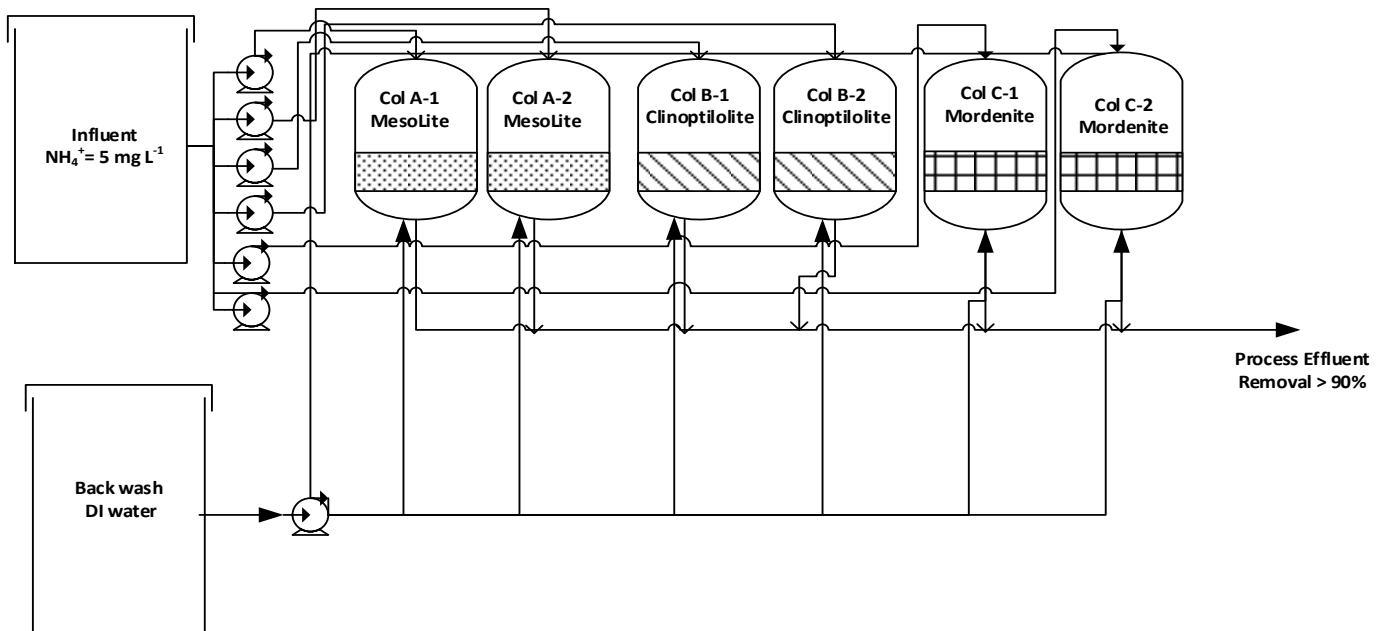 Influent
NH₄⁺= 5 mg L⁻¹
Col A-1
MesoLite
Col A-2
MesoLite
Col B-1
Clinoptilolite
Col B-2
Clinoptilolite
Col C-1
Mordenite
Col C-2
Mordenite
Process Effluent
Removal > 90%
Back wash
DI water